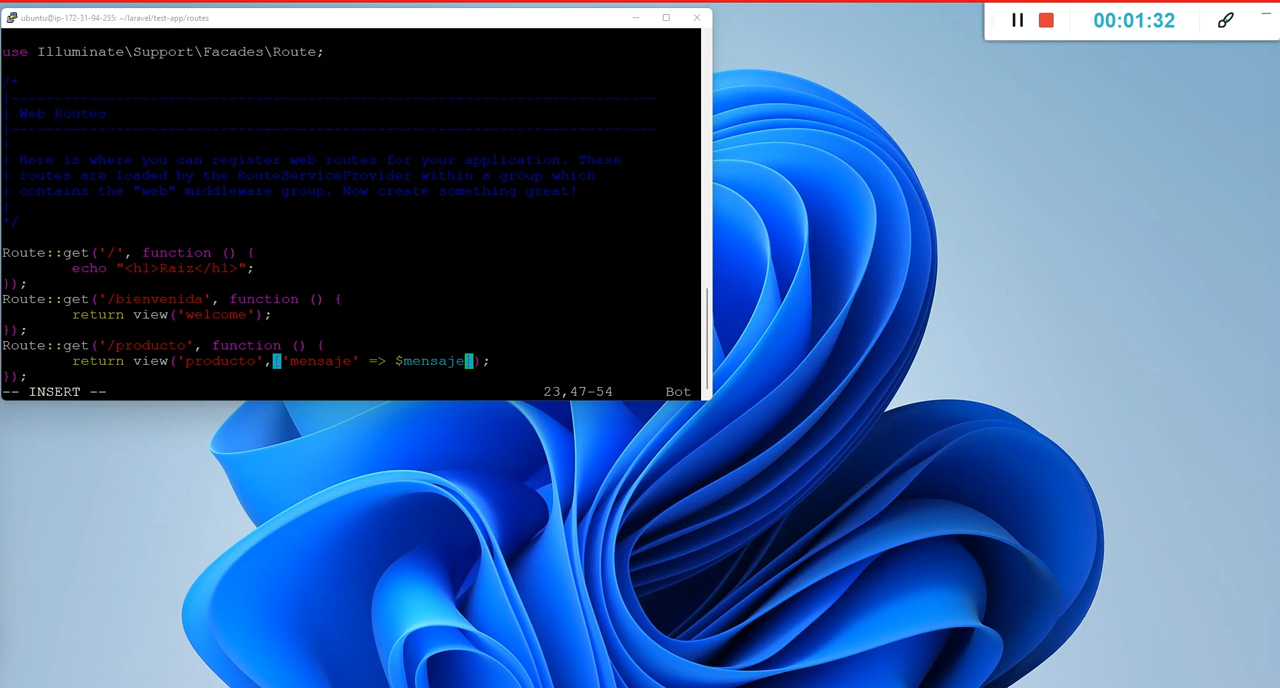 ubuntu@ip-172-31-94-255: ~/laravel/test-app/routes
00:01:32
use Illuminate\Support\Facades\Route;
/*
|--------------------------------------------------------------------------
| Web Routes
|--------------------------------------------------------------------------
|
| Here is where you can register web routes for your application. These
| routes are loaded by the RouteServiceProvider within a group which
| contains the "web" middleware group. Now create something great!
|
*/
Route::get('/', function () {
        echo "<h1>Raiz</h1>";
});
Route::get('/bienvenida', function () {
        return view('welcome');
});
Route::get('/producto', function () {
        return view('producto',['mensaje' => $mensaje]);
});
-- INSERT --                                                  23,47-54      Bot